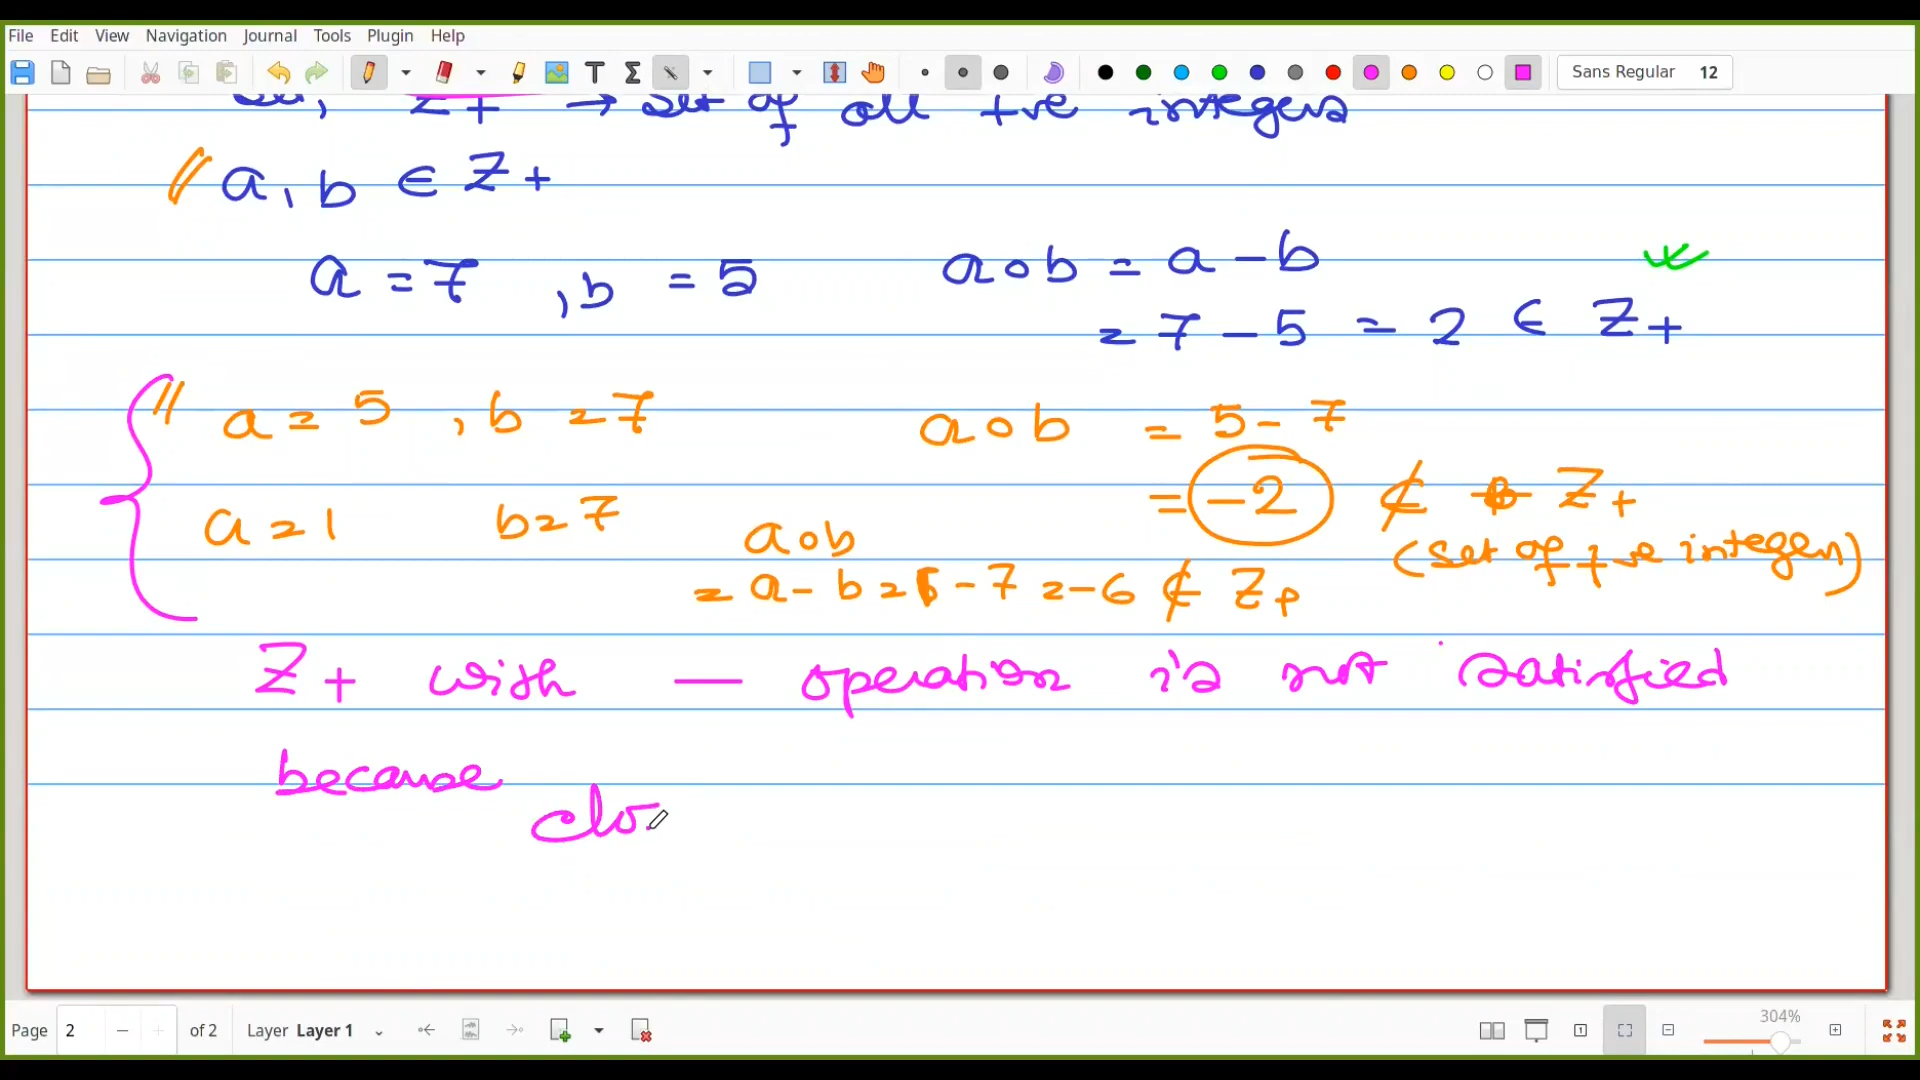 File Edit View Navigation Journal Tools Plugin Help
Sans Regular 12
Z+ → set of all +ve integers
// a, b ∈ Z+
a = 7 , b = 5 a o b = a - b
= 7 - 5 = 2 ∈ Z+
// a = 5 , b = 7 a o b = 5 - 7
= -2 ∉ Z+
a = 1 b = 7 a o b (set of +ve integer)
= a - b = 1 - 7 = -6 ∉ Z+
Z+ with — operation is not satisfied
because clo
Page 2 of 2 Layer Layer 1 304%